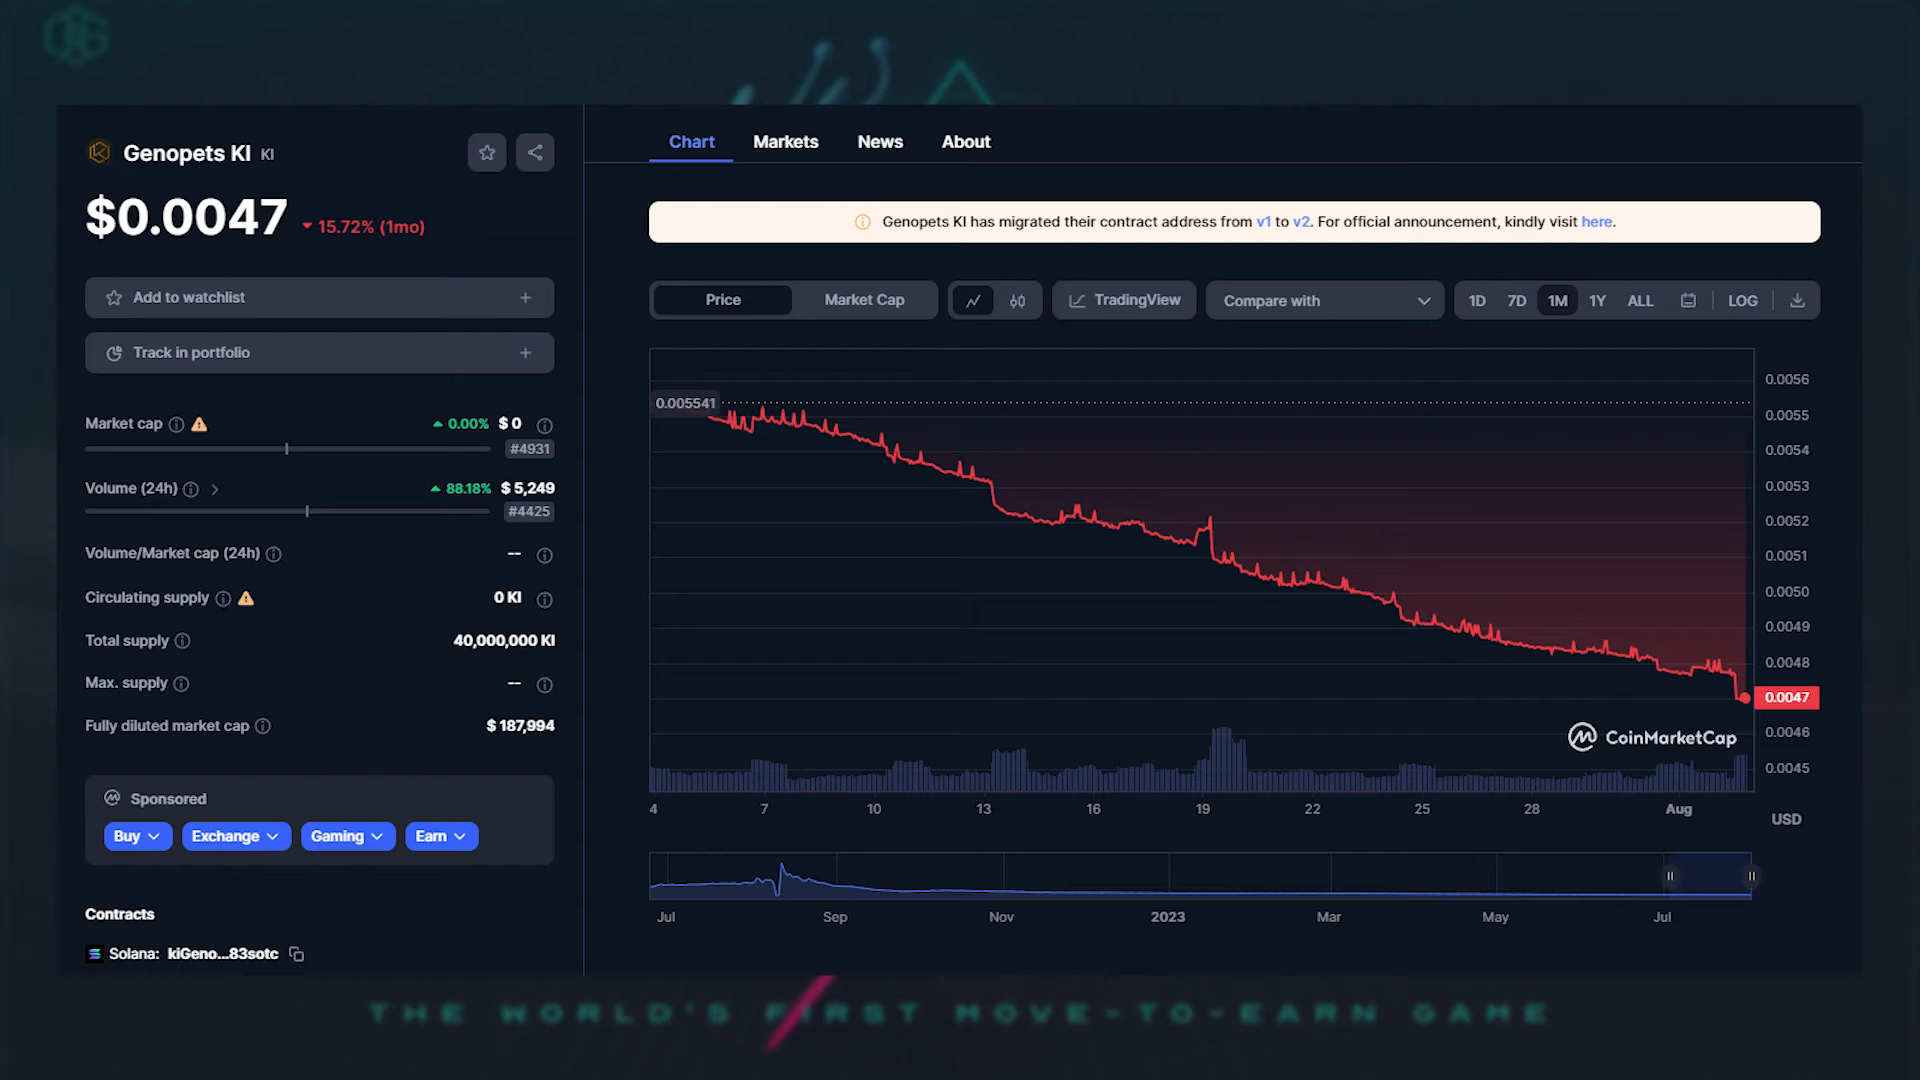 Genopets KI KI
$0.0047 15.72% (1mo)
Add to watchlist
Track in portfolio
Market cap 0.00% $ 0
#4931
Volume (24h) 88.18% $ 5,249
#4425
Volume/Market cap (24h) --
Circulating supply 0 KI
Total supply 40,000,000 KI
Max. supply --
Fully diluted market cap $ 187,994
Sponsored
Buy Exchange Gaming Earn
Contracts
Solana: kiGeno...83sotc
Chart Markets News About
Genopets KI has migrated their contract address from v1 to v2. For official announcement, kindly visit here.
Price Market Cap TradingView Compare with 1D 7D 1M 1Y ALL LOG
0.005541
0.0056
0.0055
0.0054
0.0053
0.0052
0.0051
0.0050
0.0049
0.0048
0.0047
0.0046
0.0045
CoinMarketCap
4 7 10 13 16 19 22 25 28 Aug
USD
Jul Sep Nov 2023 Mar May Jul
THE WORLD'S FIRST MOVE-TO-EARN GAME